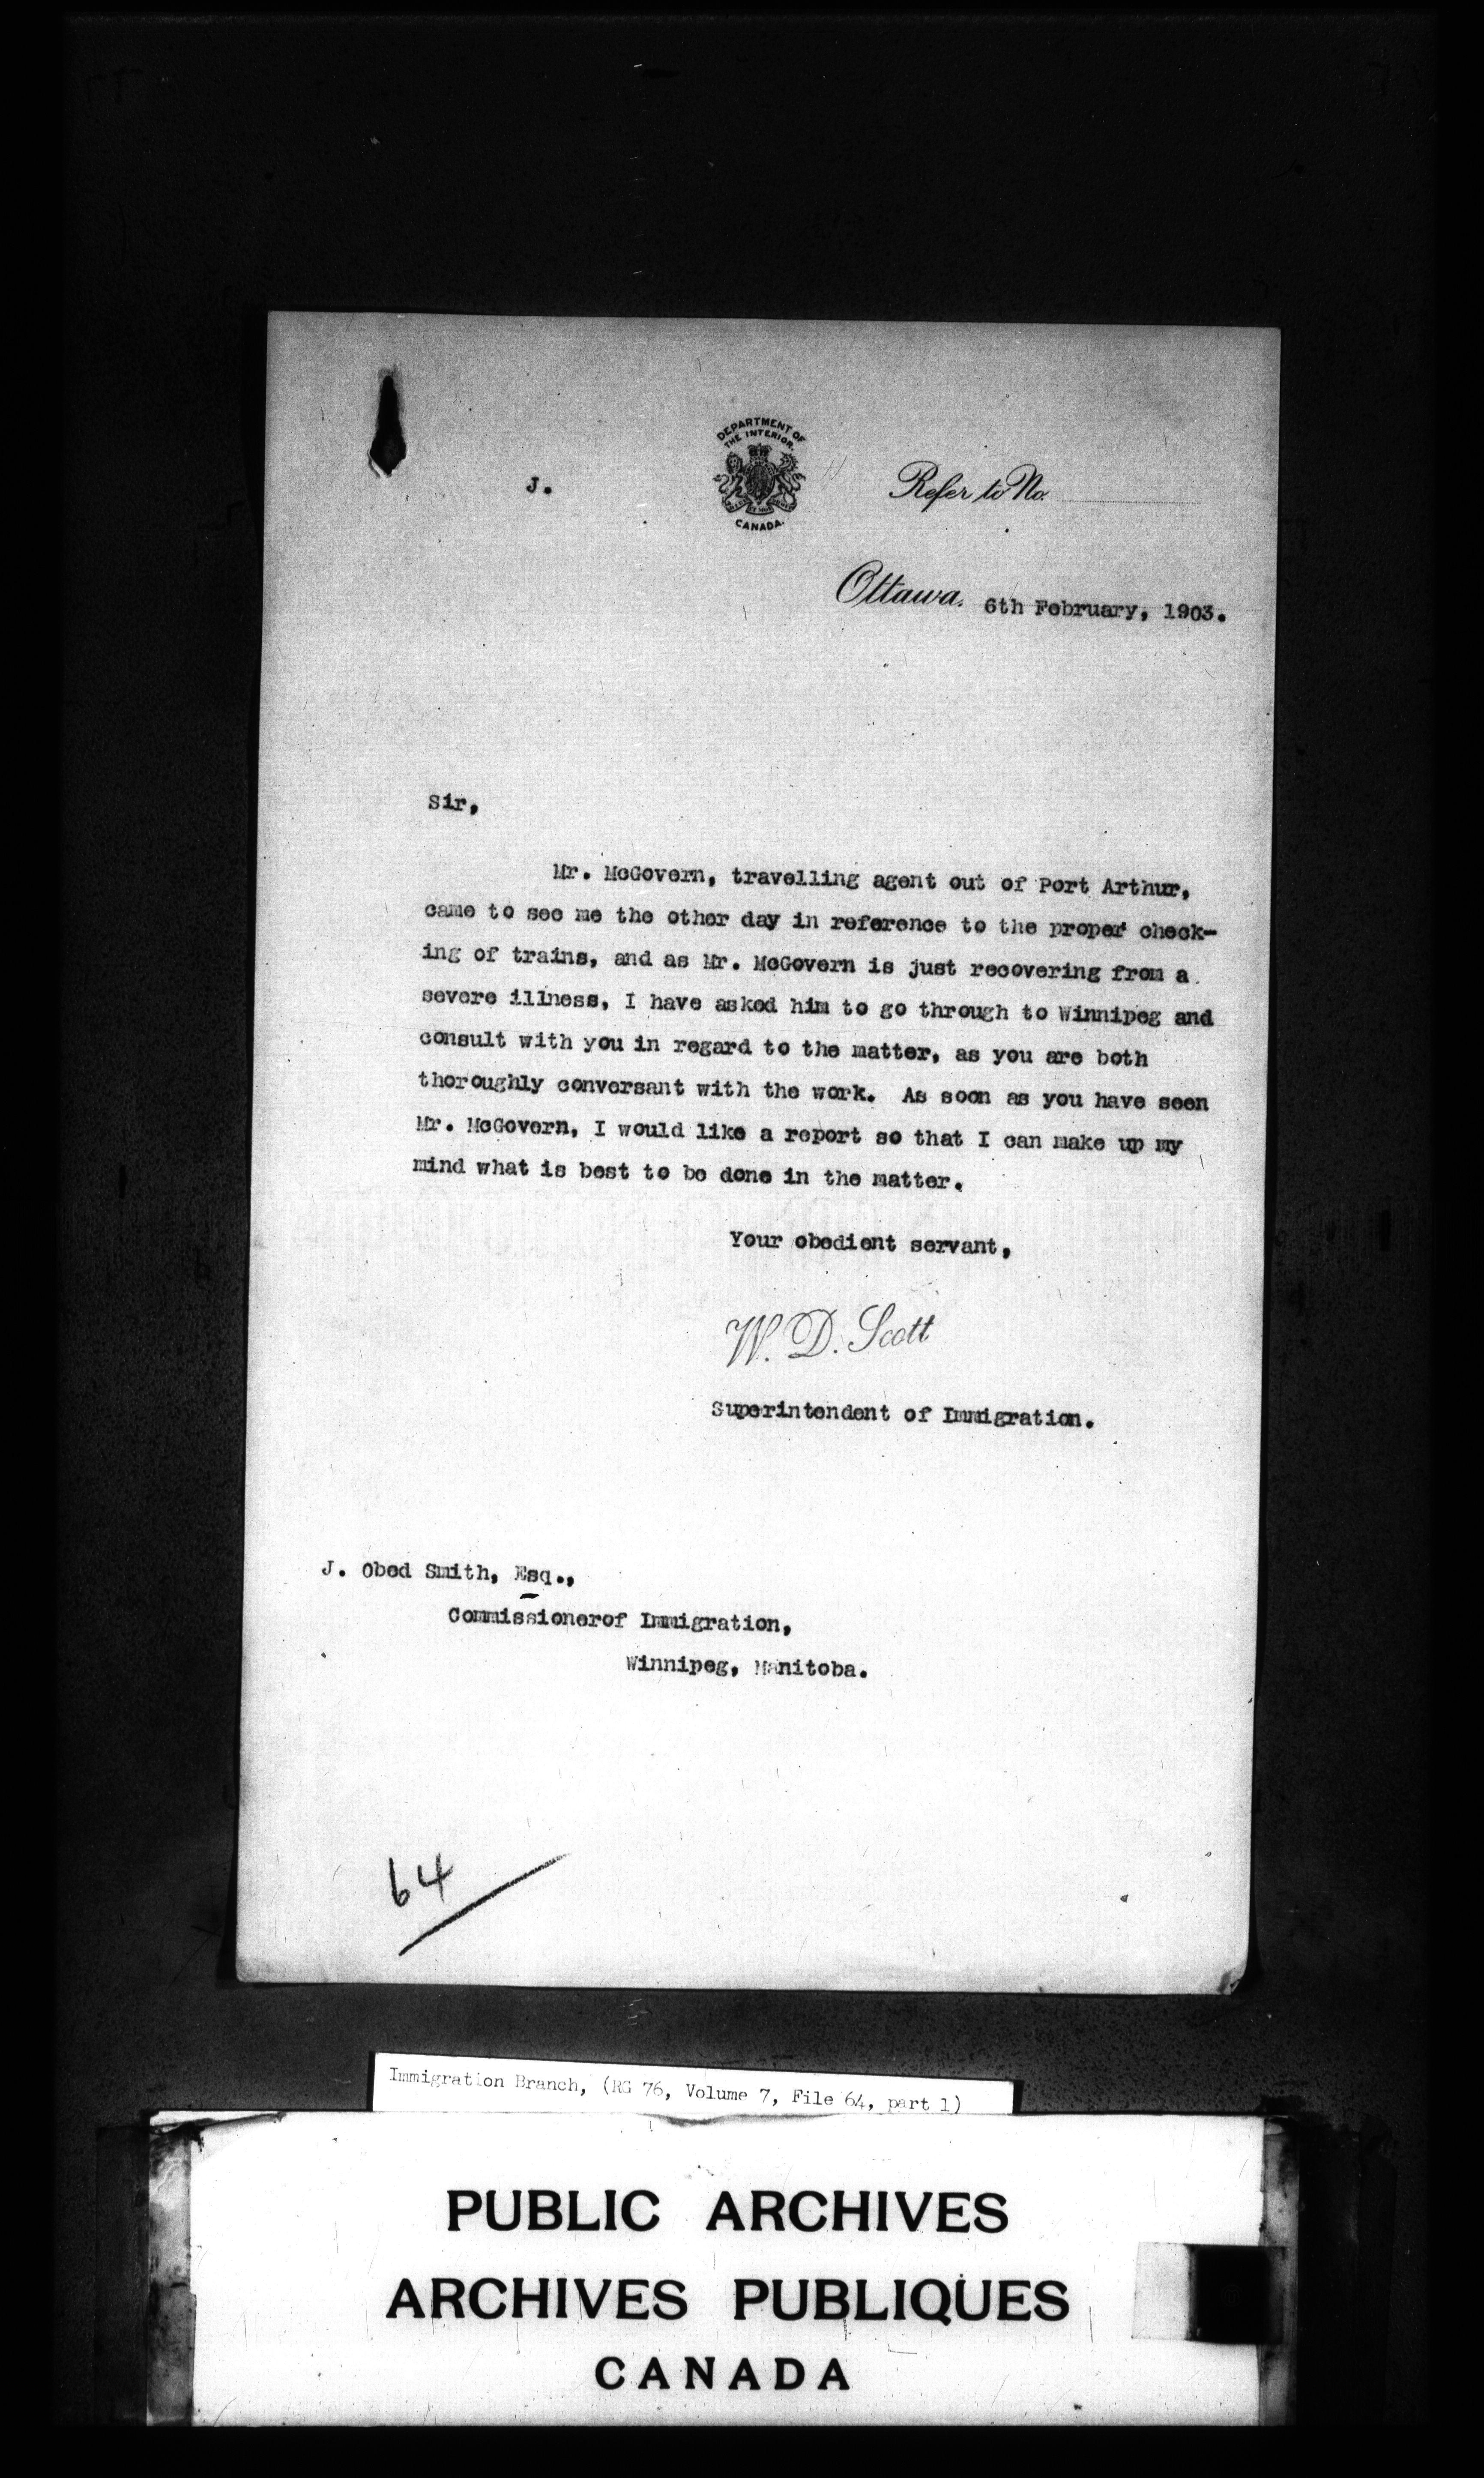 DEPARTMENT OF
THE INTERIOR.
CANADA.
J.
Refer to No.
Ottawa, 6th February, 1903.
Sir,
Mr. McGovern, travelling agent out of Port Arthur,
came to see me the other day in reference to the proper check-
ing of trains, and as Mr. McGovern is just recovering from a
severe illness, I have asked him to go through to Winnipeg and
consult with you in regard to the matter, as you are both
thoroughly conversant with the work. As soon as you have seen
Mr. McGovern, I would like a report so that I can make up my
mind what is best to be done in the matter.
Your obedient servant,
W. D. Scott
Superintendent of Immigration.
J. Obed Smith, Esq.,
Commissionerof Immigration,
Winnipeg, Manitoba.
64
Immigration Branch, (RG 76, Volume 7, File 64, part 1)
PUBLIC ARCHIVES
ARCHIVES PUBLIQUES
CANADA